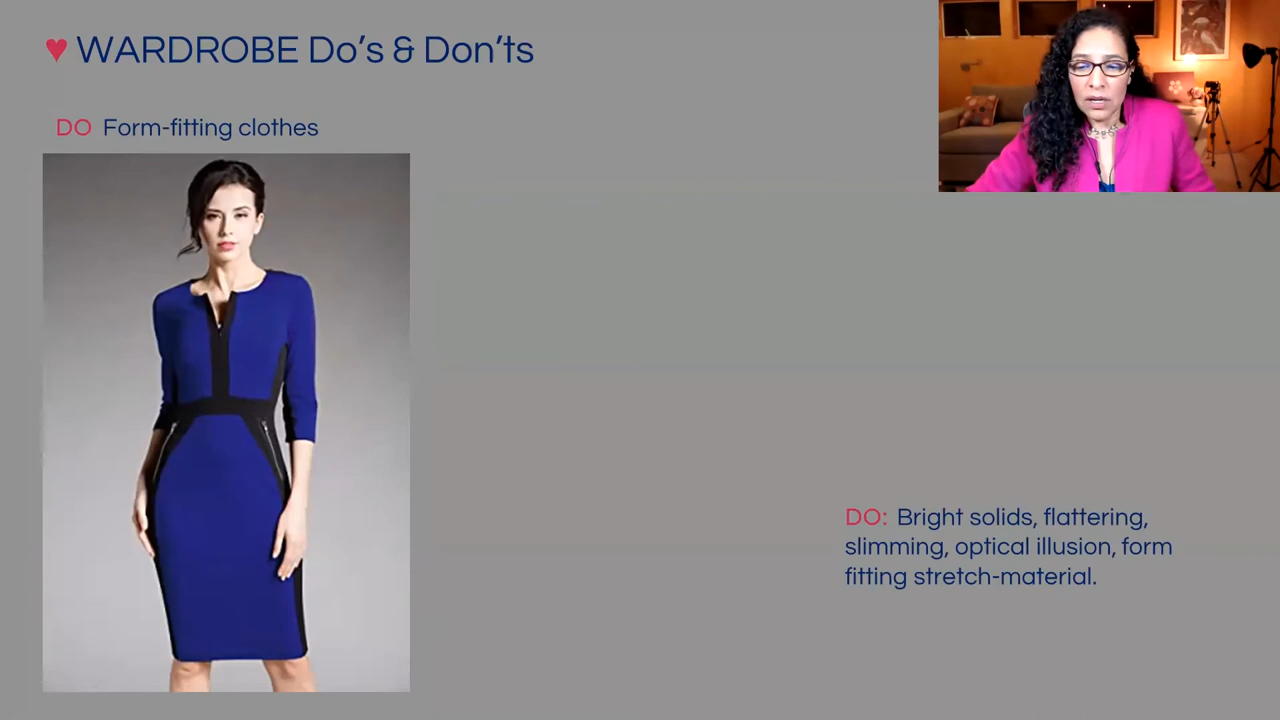 ♥ WARDROBE Do's & Don'ts
DO Form-fitting clothes
DO: Bright solids, flattering,
slimming, optical illusion, form
fitting stretch-material.